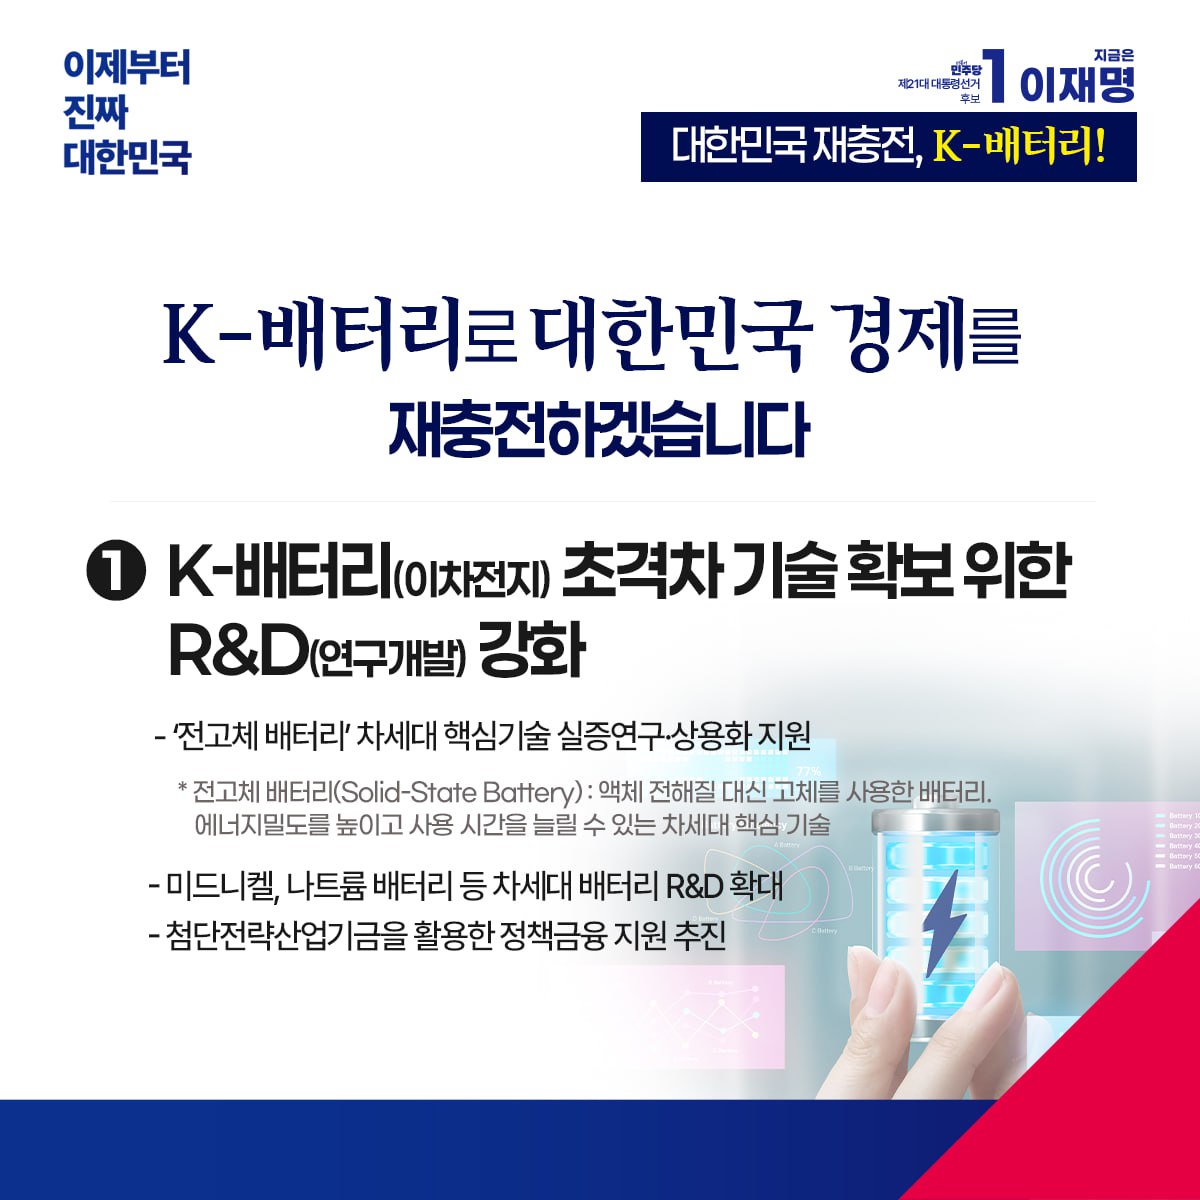 이제부터
진짜
대한민국
지금은
민주당
제21대 대통령선거
후보
1 이재명
대한민국 재충전, K-배터리!
K-배터리로 대한민국 경제를
재충전하겠습니다
1 K-배터리(이차전지) 초격차 기술 확보 위한
R&D(연구개발) 강화
- '전고체 배터리' 차세대 핵심기술 실증연구·상용화 지원
* 전고체 배터리(Solid-State Battery) : 액체 전해질 대신 고체를 사용한 배터리.
에너지밀도를 높이고 사용 시간을 늘릴 수 있는 차세대 핵심 기술
- 미드니켈, 나트륨 배터리 등 차세대 배터리 R&D 확대
- 첨단전략산업기금을 활용한 정책금융 지원 추진
77%
A Battery
B Battery
C Battery